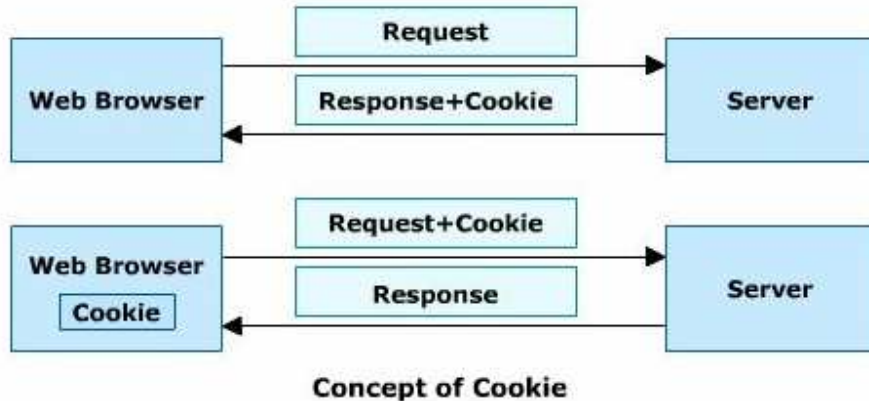 Request
Web Browser
Response+Cookie
Server
Request+Cookie
Web Browser
Cookie
Response
Server
Concept of Cookie